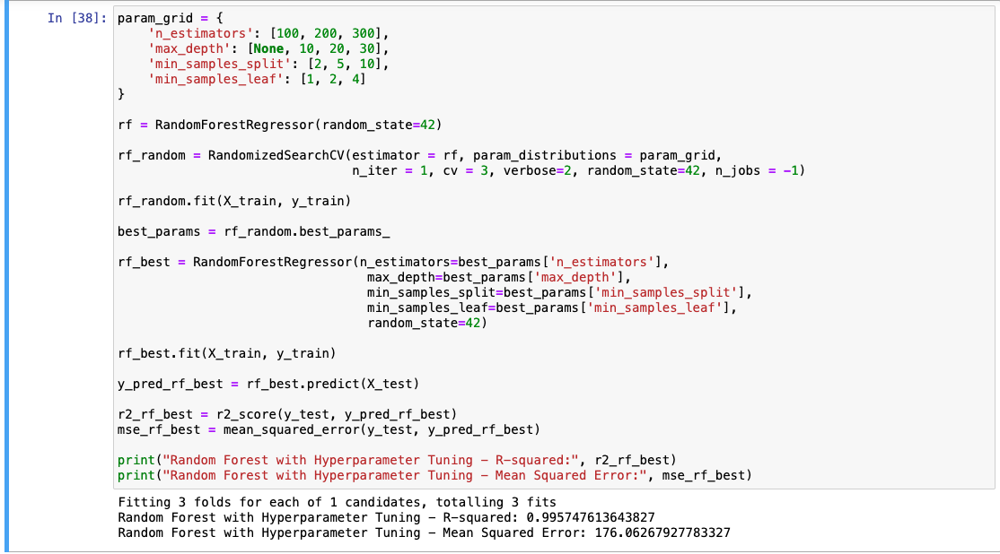 In [38]: param_grid = {
    'n_estimators': [100, 200, 300],
    'max_depth': [None, 10, 20, 30],
    'min_samples_split': [2, 5, 10],
    'min_samples_leaf': [1, 2, 4]
}
rf = RandomForestRegressor(random_state=42)
rf_random = RandomizedSearchCV(estimator = rf, param_distributions = param_grid,
                               n_iter = 1, cv = 3, verbose=2, random_state=42, n_jobs = -1)
rf_random.fit(X_train, y_train)
best_params = rf_random.best_params_
rf_best = RandomForestRegressor(n_estimators=best_params['n_estimators'],
                                 max_depth=best_params['max_depth'],
                                 min_samples_split=best_params['min_samples_split'],
                                 min_samples_leaf=best_params['min_samples_leaf'],
                                 random_state=42)
rf_best.fit(X_train, y_train)
y_pred_rf_best = rf_best.predict(X_test)
r2_rf_best = r2_score(y_test, y_pred_rf_best)
mse_rf_best = mean_squared_error(y_test, y_pred_rf_best)
print("Random Forest with Hyperparameter Tuning - R-squared:", r2_rf_best)
print("Random Forest with Hyperparameter Tuning - Mean Squared Error:", mse_rf_best)
Fitting 3 folds for each of 1 candidates, totalling 3 fits
Random Forest with Hyperparameter Tuning - R-squared: 0.995747613643827
Random Forest with Hyperparameter Tuning - Mean Squared Error: 176.06267927783327